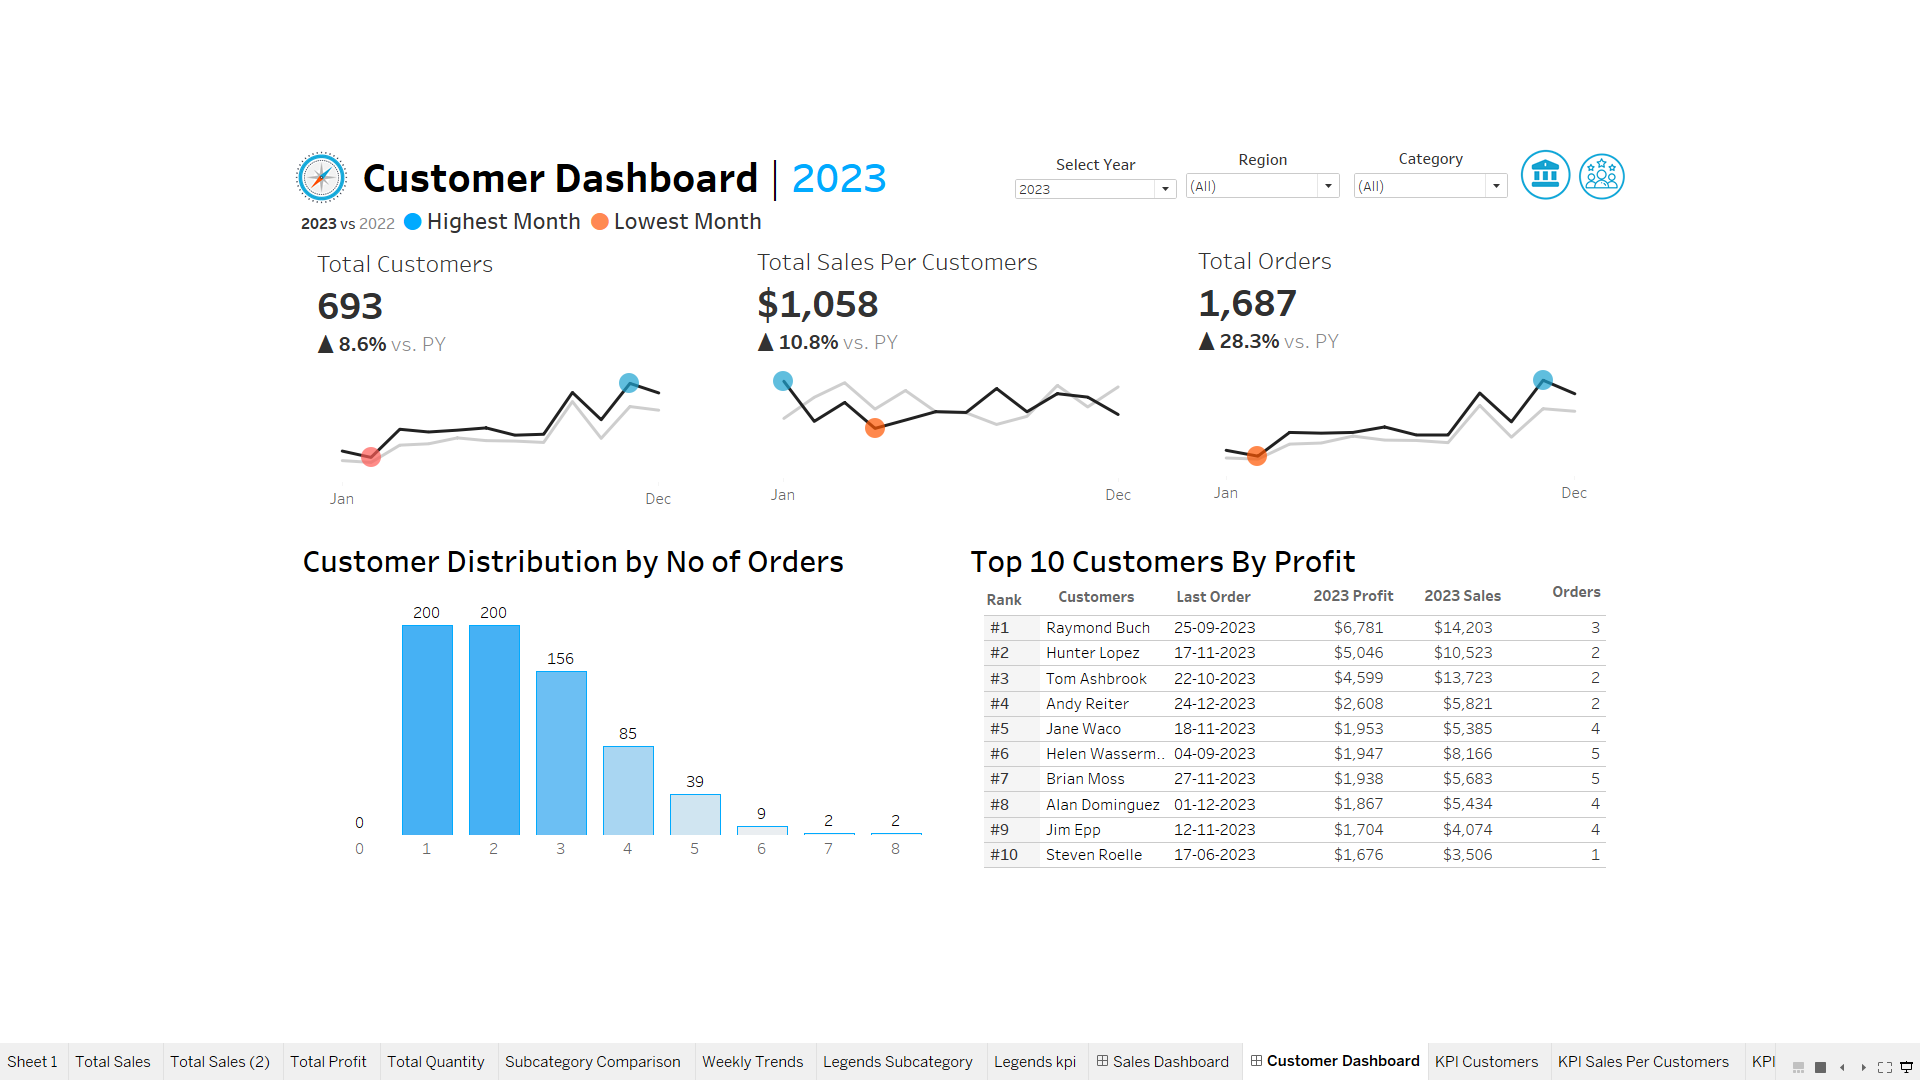 Customer Dashboard | 2023
Select Year
Region
Category
2023
(All)
(All)
2023 vs 2022 Highest Month Lowest Month
Total Customers
693
▲ 8.6% vs. PY
Jan Dec
Total Sales Per Customers
$1,058
▲ 10.8% vs. PY
Jan Dec
Total Orders
1,687
▲ 28.3% vs. PY
Jan Dec
Customer Distribution by No of Orders
0 200 200 156 85 39 9 2 2
0 1 2 3 4 5 6 7 8
Top 10 Customers By Profit
Rank Customers Last Order 2023 Profit 2023 Sales Orders
#1 Raymond Buch 25-09-2023 $6,781 $14,203 3
#2 Hunter Lopez 17-11-2023 $5,046 $10,523 2
#3 Tom Ashbrook 22-10-2023 $4,599 $13,723 2
#4 Andy Reiter 24-12-2023 $2,608 $5,821 2
#5 Jane Waco 18-11-2023 $1,953 $5,385 4
#6 Helen Wasserm.. 04-09-2023 $1,947 $8,166 5
#7 Brian Moss 27-11-2023 $1,938 $5,683 5
#8 Alan Dominguez 01-12-2023 $1,867 $5,434 4
#9 Jim Epp 12-11-2023 $1,704 $4,074 4
#10 Steven Roelle 17-06-2023 $1,676 $3,506 1
Sheet 1 Total Sales Total Sales (2) Total Profit Total Quantity Subcategory Comparison Weekly Trends Legends Subcategory Legends kpi Sales Dashboard Customer Dashboard KPI Customers KPI Sales Per Customers KPI